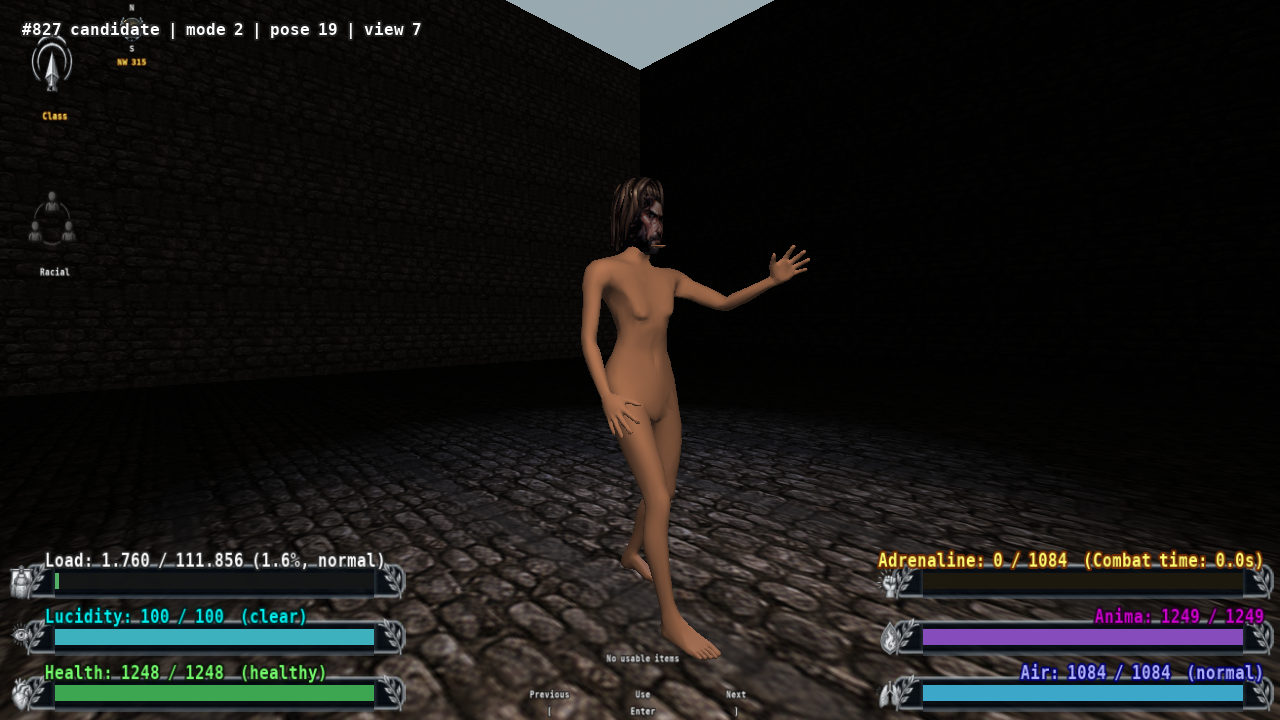 #827 candidate | mode 2 | pose 19 | view 7
N
S
NW 315
Class
Racial
Load: 1.760 / 111.856 (1.6%, normal)
Lucidity: 100 / 100 (clear)
Health: 1248 / 1248 (healthy)
Adrenaline: 0 / 1084 (Combat time: 0.0s)
Anima: 1249 / 1249
Air: 1084 / 1084 (normal)
No usable items
Previous Use Next
[ Enter ]